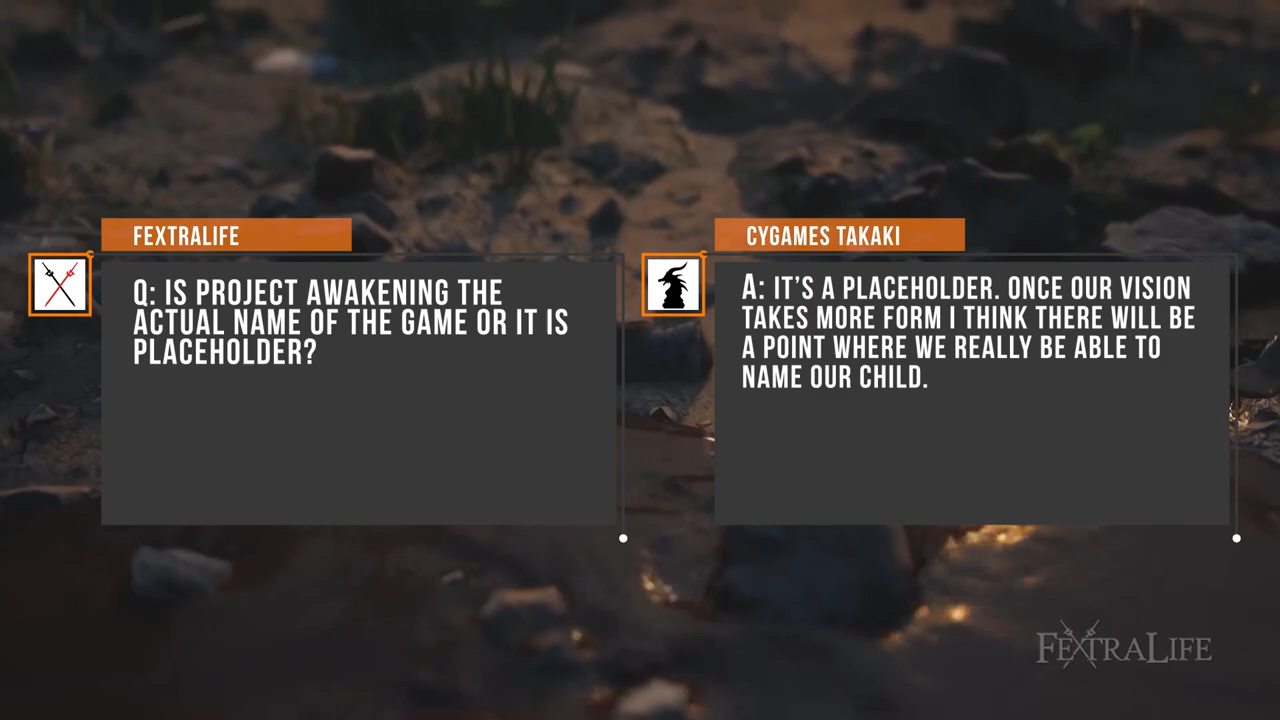 FEXTRALIFE
Q: IS PROJECT AWAKENING THE
ACTUAL NAME OF THE GAME OR IT IS
PLACEHOLDER?
CYGAMES TAKAKI
A: IT'S A PLACEHOLDER. ONCE OUR VISION
TAKES MORE FORM I THINK THERE WILL BE
A POINT WHERE WE REALLY BE ABLE TO
NAME OUR CHILD.
FEXTRALIFE